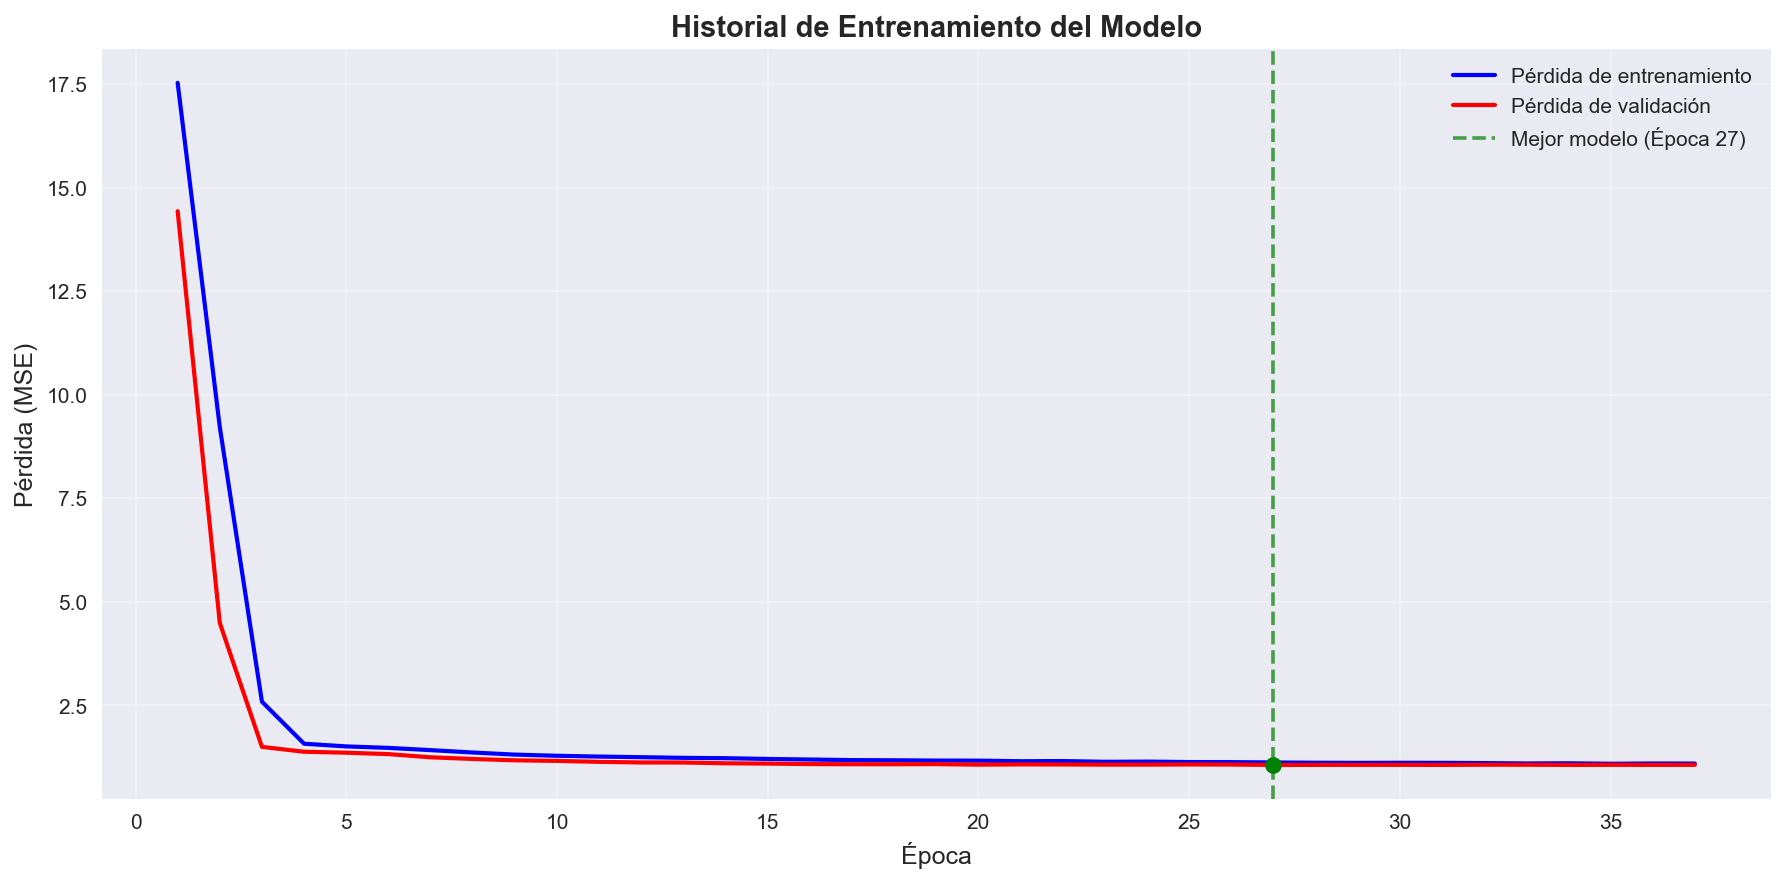 Historial de Entrenamiento del Modelo
Pérdida de entrenamiento
Pérdida de validación
Mejor modelo (Época 27)
Pérdida (MSE)
17.5
15.0
12.5
10.0
7.5
5.0
2.5
0 5 10 15 20 25 30 35
Época